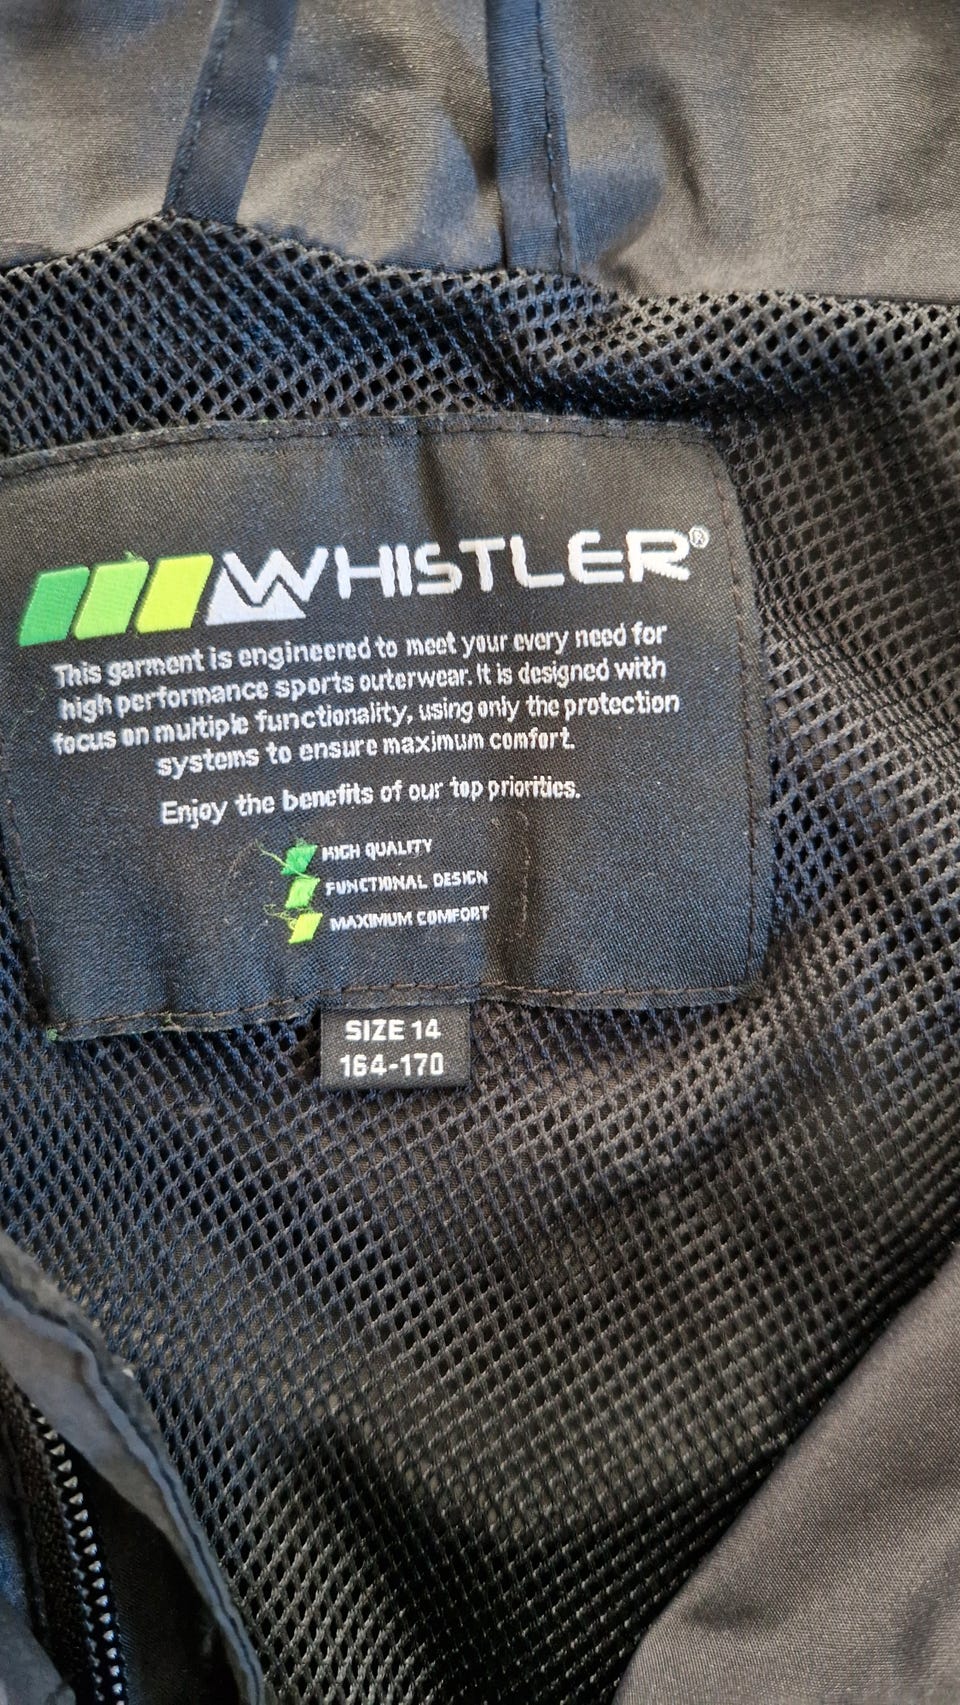 WHISTLER®
This garment is engineered to meet your every need for
high performance sports outerwear. It is designed with
focus on multiple functionality, using only the protection
systems to ensure maximum comfort.
Enjoy the benefits of our top priorities.
HIGH QUALITY
FUNCTIONAL DESIGN
MAXIMUM COMFORT
SIZE 14
164-170